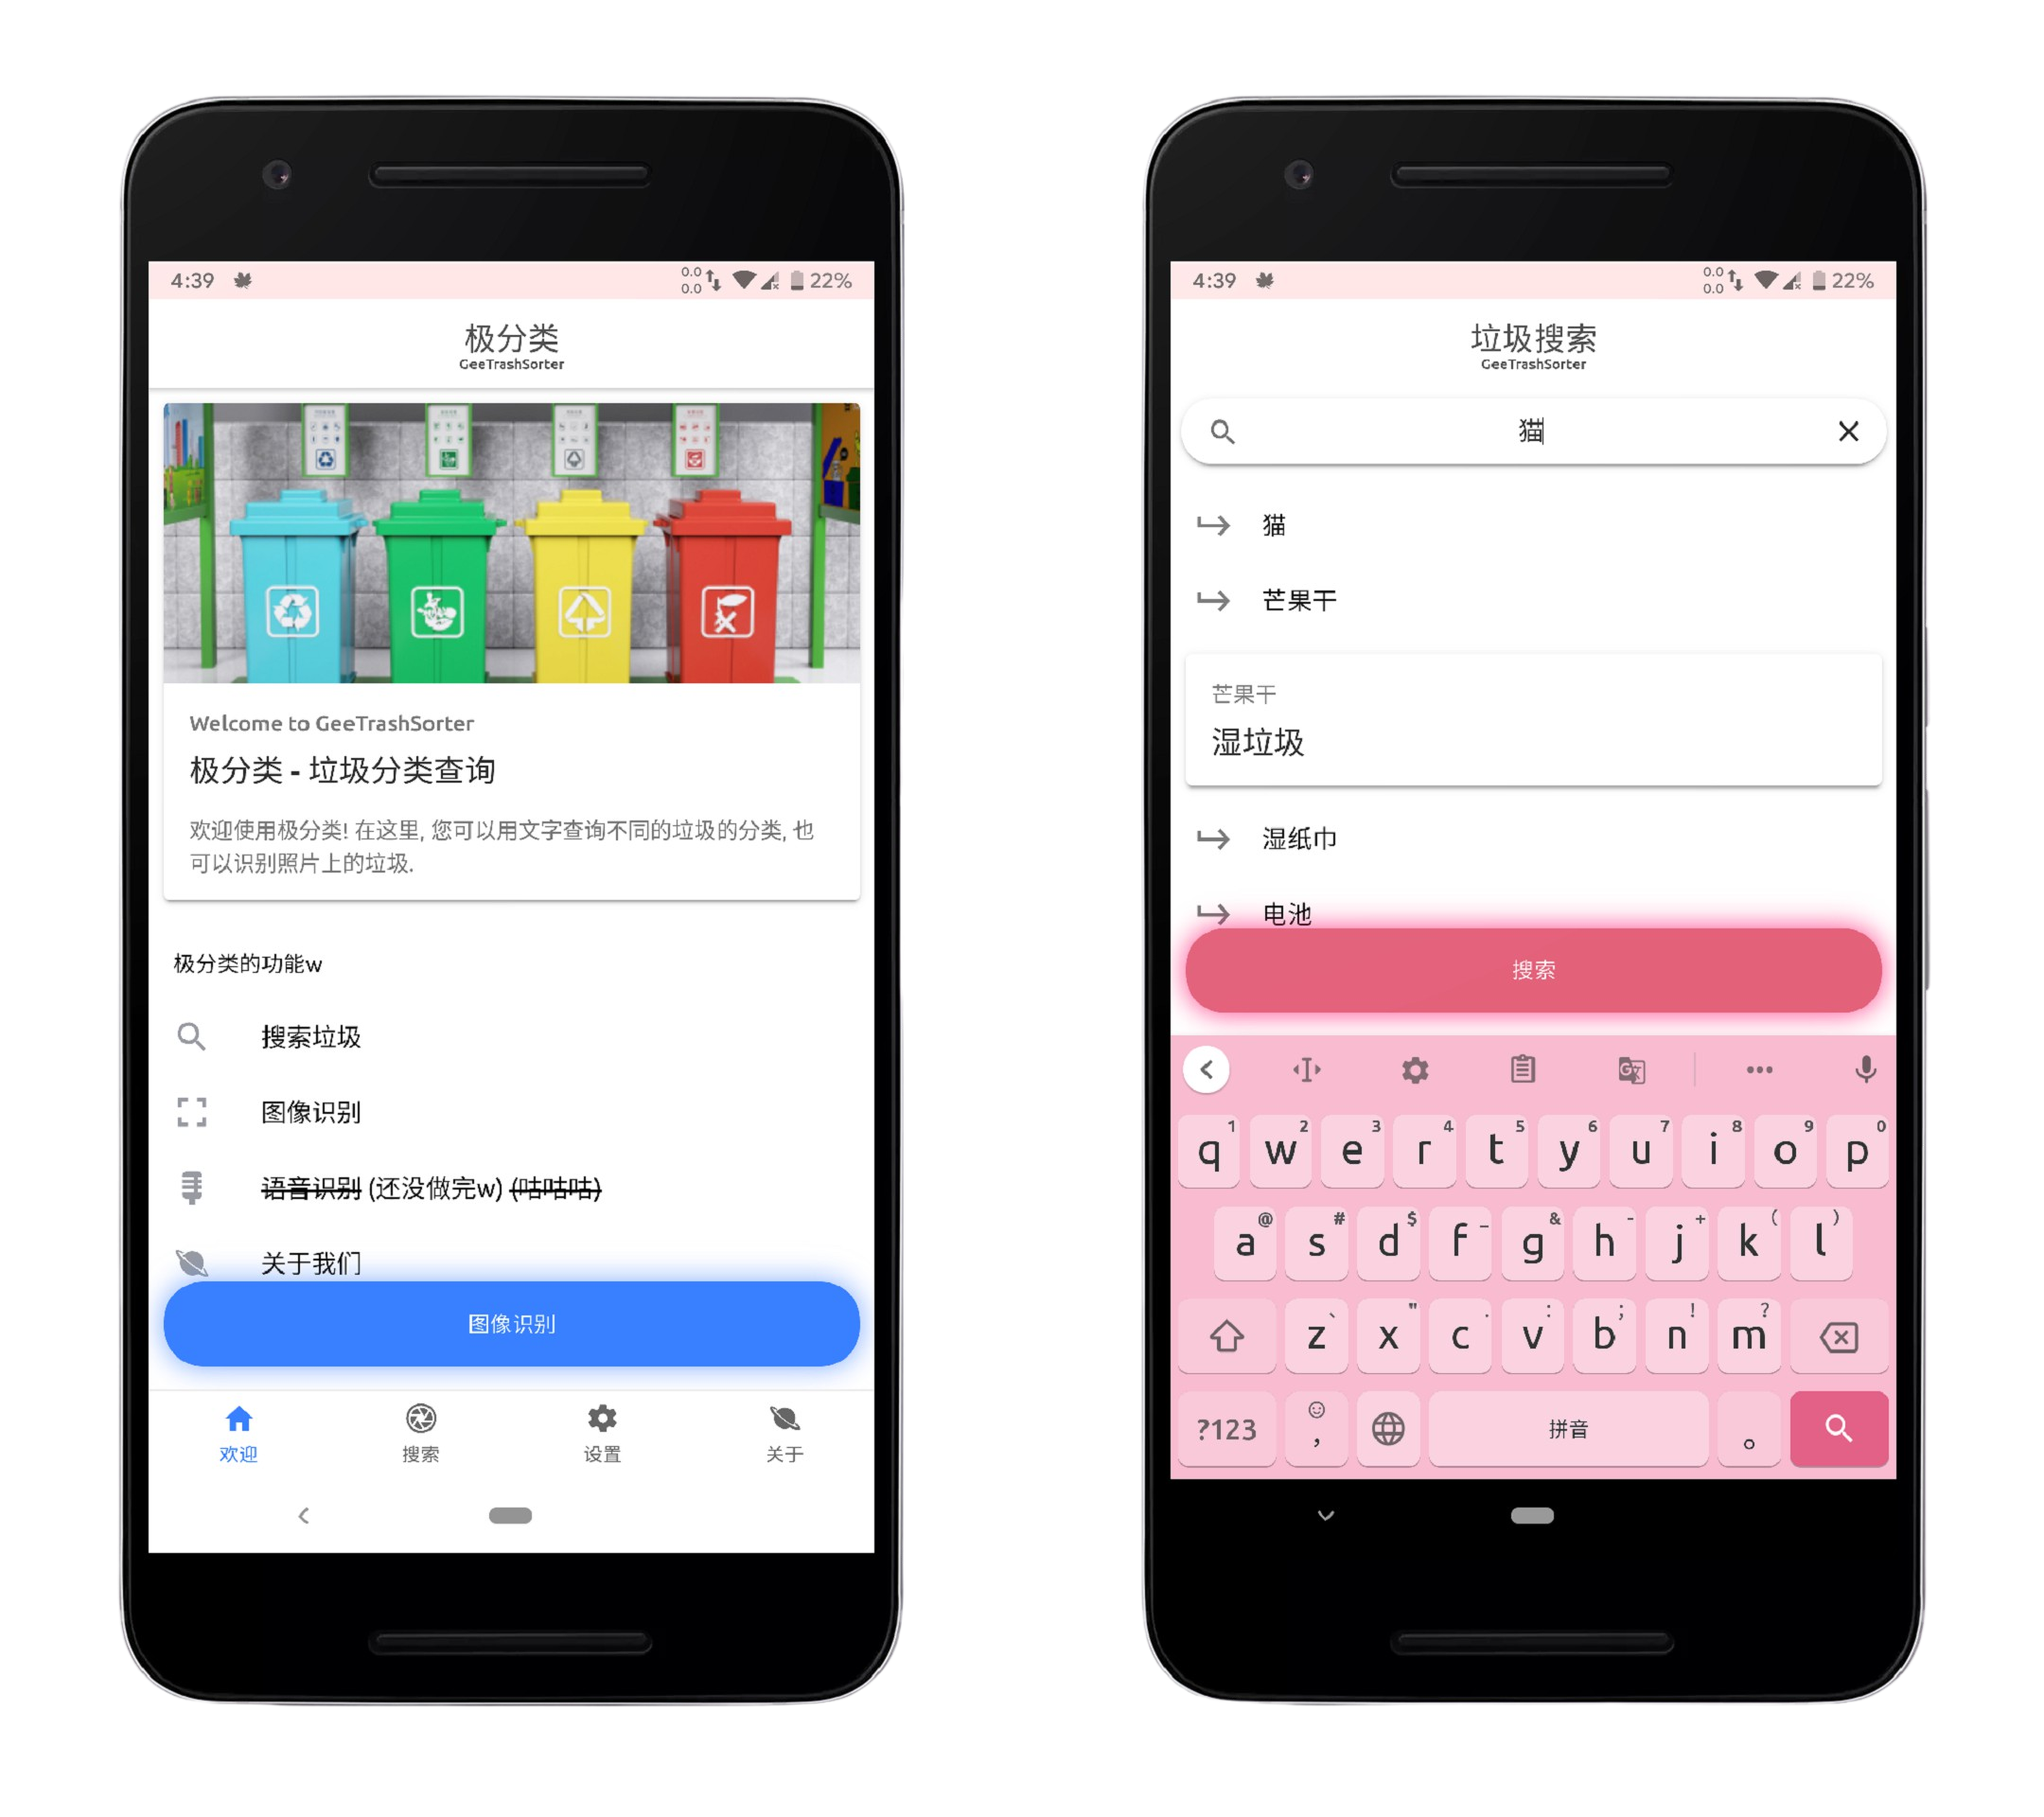 4:39
0.0
0.0
22%
极分类
GeeTrashSorter
Welcome to GeeTrashSorter
极分类 - 垃圾分类查询
欢迎使用极分类! 在这里, 您可以用文字查询不同的垃圾的分类, 也
可以识别照片上的垃圾.
极分类的功能w
搜索垃圾
图像识别
语音识别 (还没做完w) (咕咕咕)
关于我们
图像识别
欢迎 搜索 设置 关于
4:39
0.0
0.0
22%
垃圾搜索
GeeTrashSorter
猫
猫
芒果干
芒果干
湿垃圾
湿纸巾
电池
搜索
1 2 3 4 5 6 7 8 9 0
q w e r t y u i o p
@ # $ _ & - + ( )
a s d f g h j k l
、 " . : ; ! ?
z x c v b n m
?123 , 拼音 。